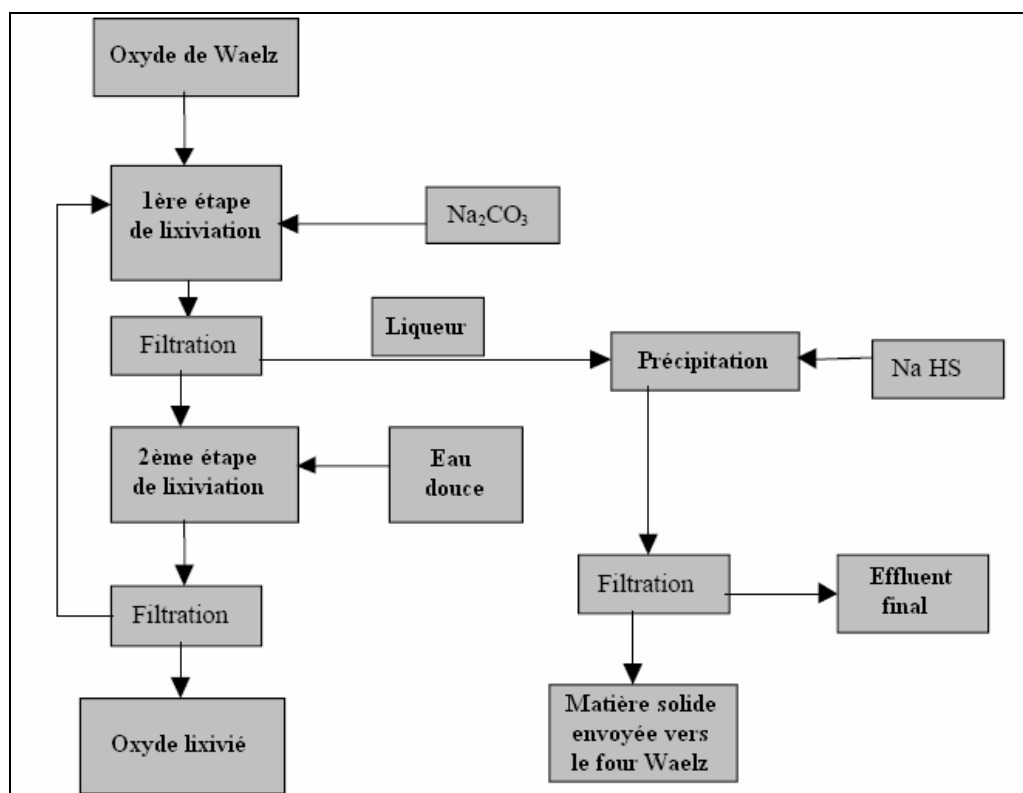 Oxyde de Waelz
1ère étape
de lixiviation
Na₂CO₃
Filtration
Liqueur
Précipitation
Na HS
2ème étape
de lixiviation
Eau
douce
Filtration
Effluent
final
Filtration
Oxyde lixivié
Matière solide
envoyée vers
le four Waelz